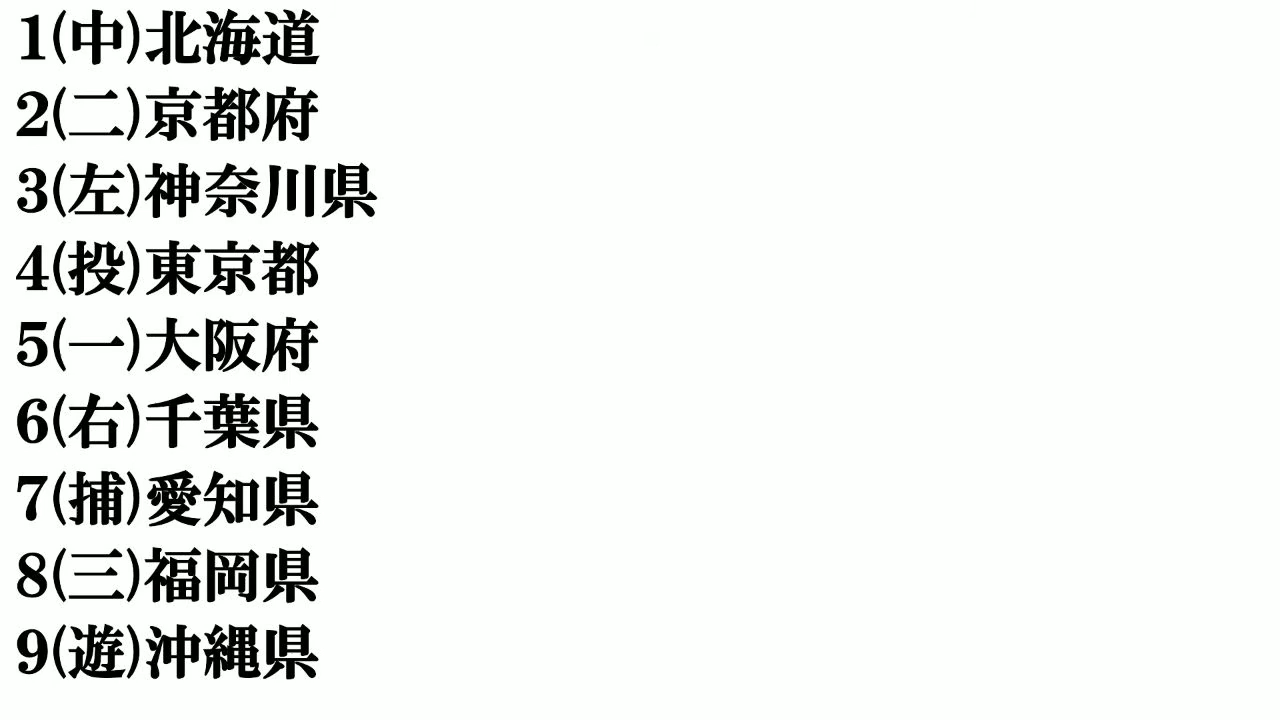 1(中)北海道
2(二)京都府
3(左)神奈川県
4(投)東京都
5(一)大阪府
6(右)千葉県
7(捕)愛知県
8(三)福岡県
9(遊)沖縄県